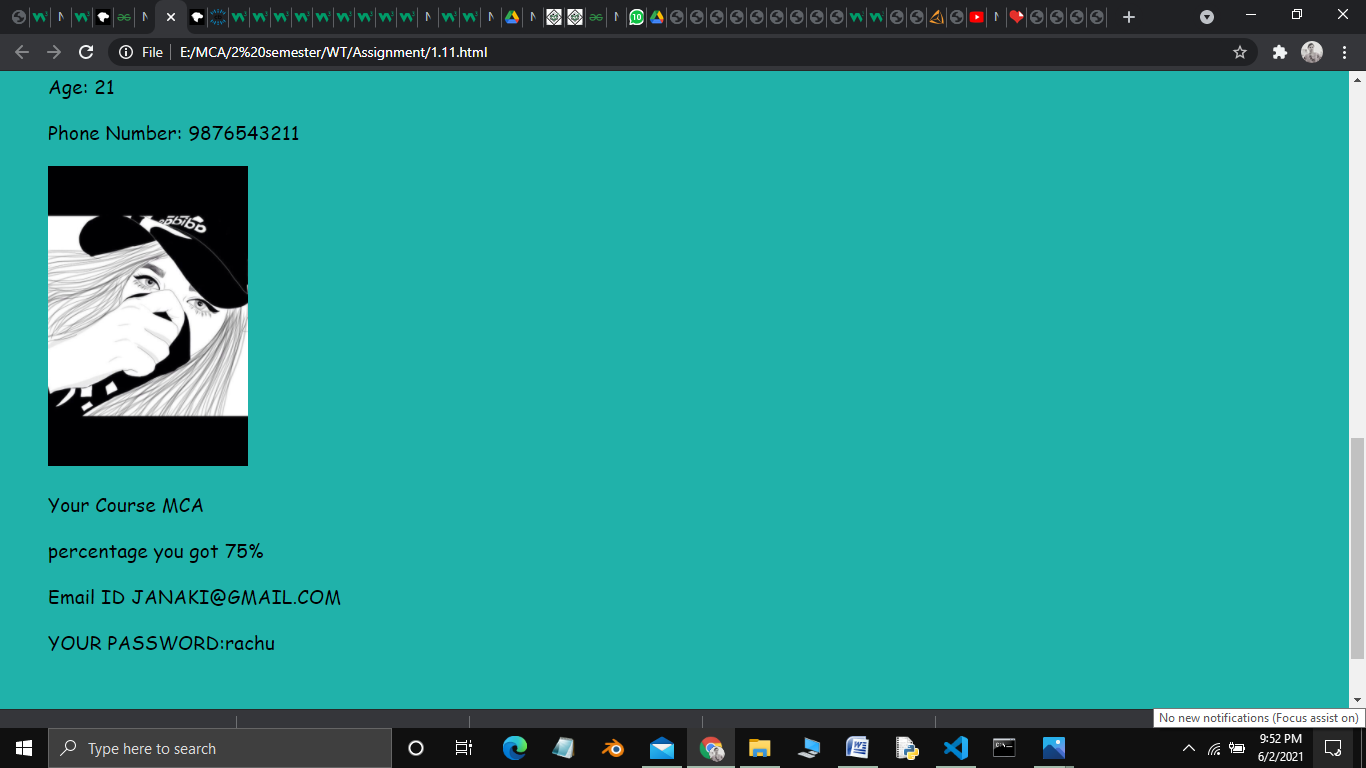 File
E:/MCA/2%20semester/WT/Assignment/1.11.html
Age: 21
Phone Number: 9876543211
Your Course MCA
percentage you got 75%
Email ID JANAKI@GMAIL.COM
YOUR PASSWORD:rachu
No new notifications (Focus assist on)
Type here to search
9:52 PM
6/2/2021